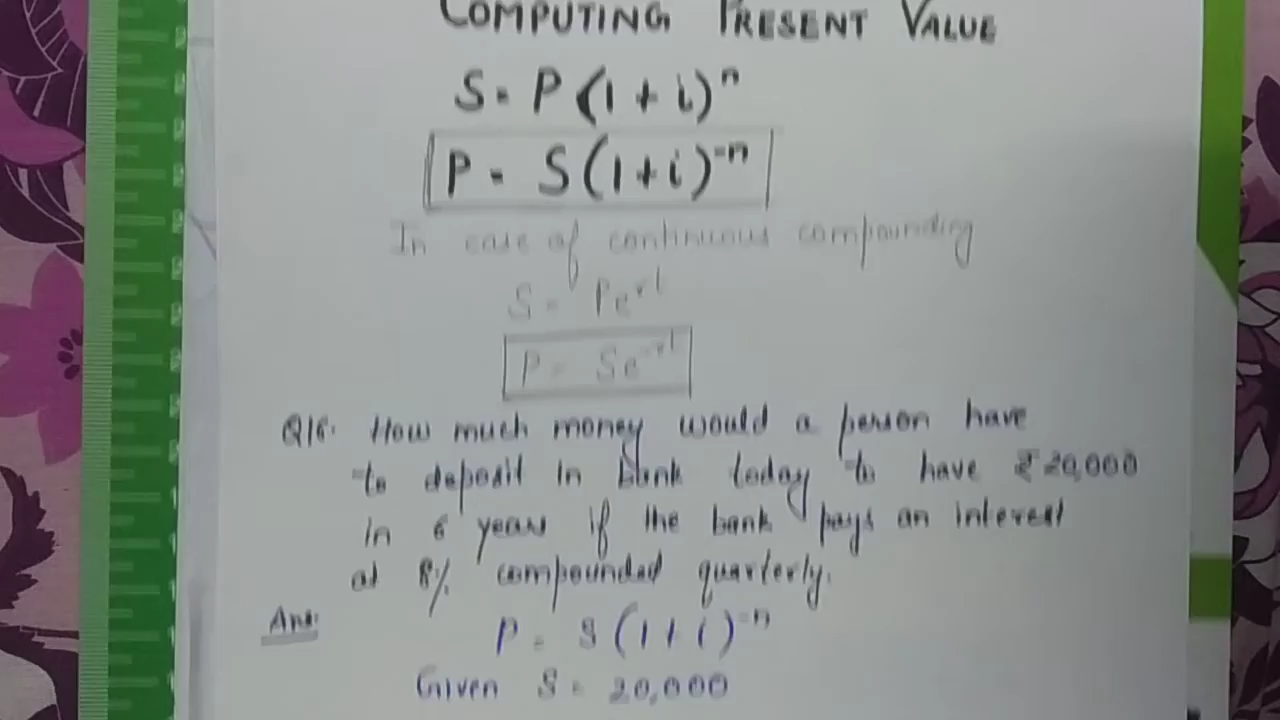 COMPUTING PRESENT VALUE
S = P(1+i)^n
P = S(1+i)^-n
In case of continuous compounding
S = Pe^rt
P = Se^-rt
Q16. How much money would a person have
to deposit in bank today to have ₹20,000
in 6 years if the bank pays an interest
at 8% compounded quarterly.
Ans:
P = S(1+i)^-n
Given S = 20,000